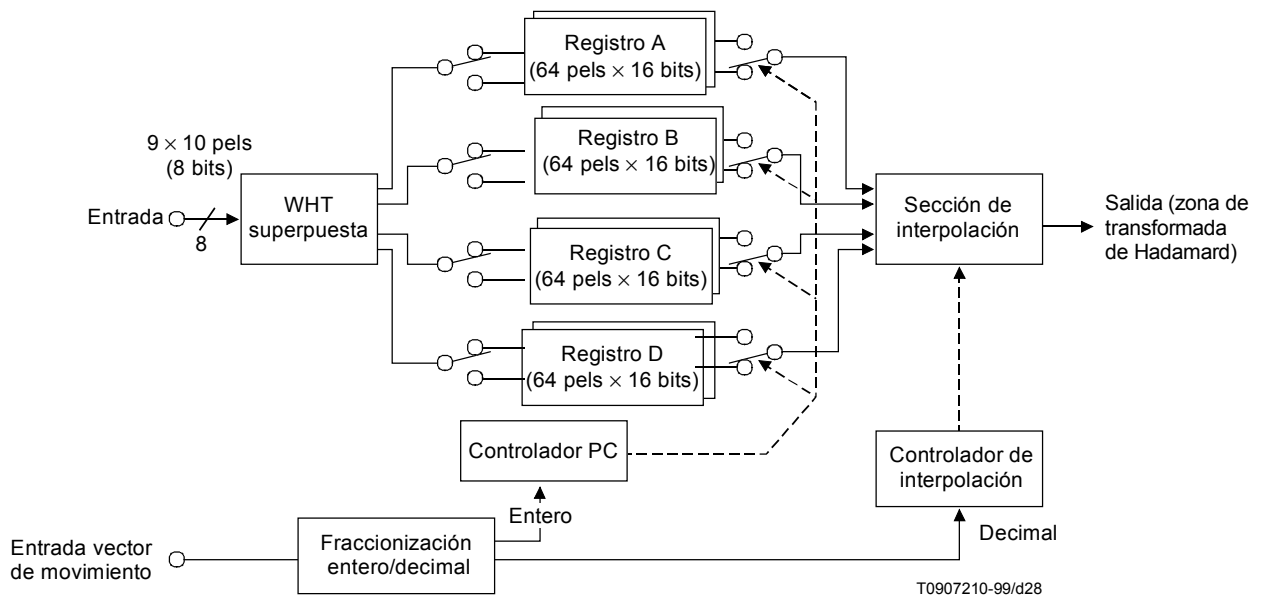 Registro A
(64 pels × 16 bits)
Registro B
(64 pels × 16 bits)
9 × 10 pels
(8 bits)
Entrada
8
WHT
superpuesta
Sección de
interpolación
Salida (zona de
transformada
de Hadamard)
Registro C
(64 pels × 16 bits)
Registro D
(64 pels × 16 bits)
Controlador PC
Controlador de
interpolación
Entero
Decimal
Entrada vector
de movimiento
Fraccionización
entero/decimal
T0907210-99/d28